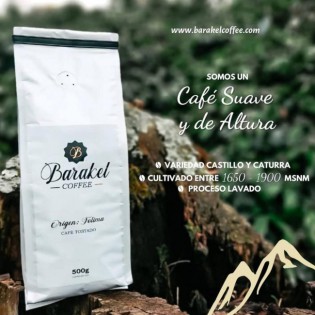 www.barakelcoffee.com
SOMOS UN
Café Suave
y de Altura
VARIEDAD CASTILLO Y CATURRA
CULTIVADO ENTRE 1650 - 1900 MSNM
PROCESO LAVADO
B
Barakel
COFFEE
Origen: Tolima
CAFÉ TOSTADO
500g